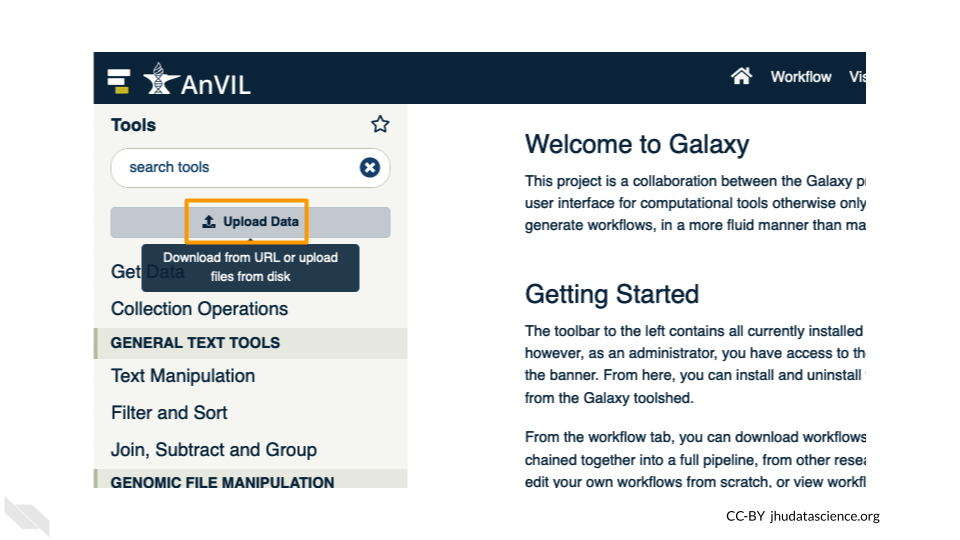 AnVIL
Workflow
Tools
search tools
Upload Data
Download from URL or upload
files from disk
Get Data
Collection Operations
GENERAL TEXT TOOLS
Text Manipulation
Filter and Sort
Join, Subtract and Group
GENOMIC FILE MANIPULATION
Welcome to Galaxy
This project is a collaboration between the Galaxy
user interface for computational tools otherwise only
generate workflows, in a more fluid manner than
Getting Started
The toolbar to the left contains all currently installed
however, as an administrator, you have access to
the banner. From here, you can install and uninstall
from the Galaxy toolshed.
From the workflow tab, you can download workflows
chained together into a full pipeline, from other
edit your own workflows from scratch, or view
CC-BY jhudatascience.org